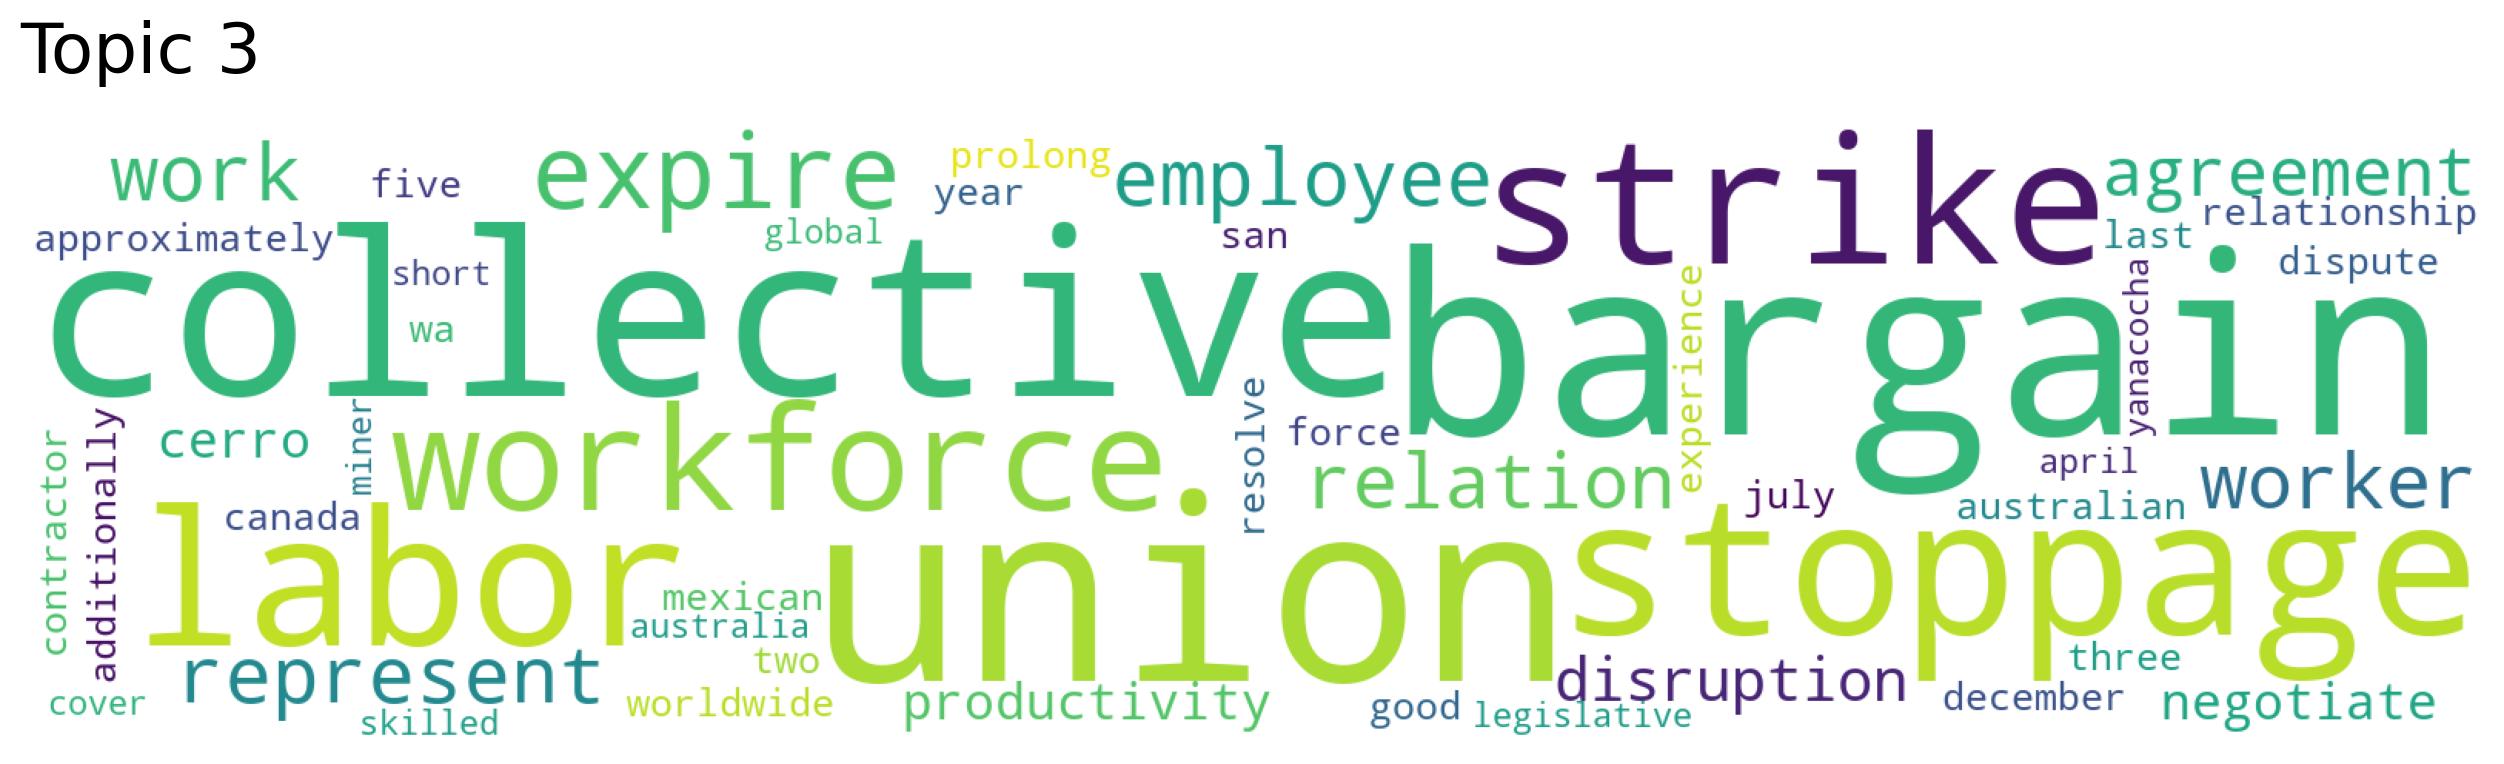 Topic 3
work
five
expire
prolong
year
employee
strike
agreement
relationship
approximately
global
san
last
dispute
short
collective
bargain
wa
experience
yanacocha
contractor
additionally
cerro
miner
workforce
resolve
force
relation
july
april
australian
worker
canada
labor
mexican
australia
union
stoppage
two
three
represent
disruption
cover
skilled
worldwide
productivity
good
legislative
december
negotiate